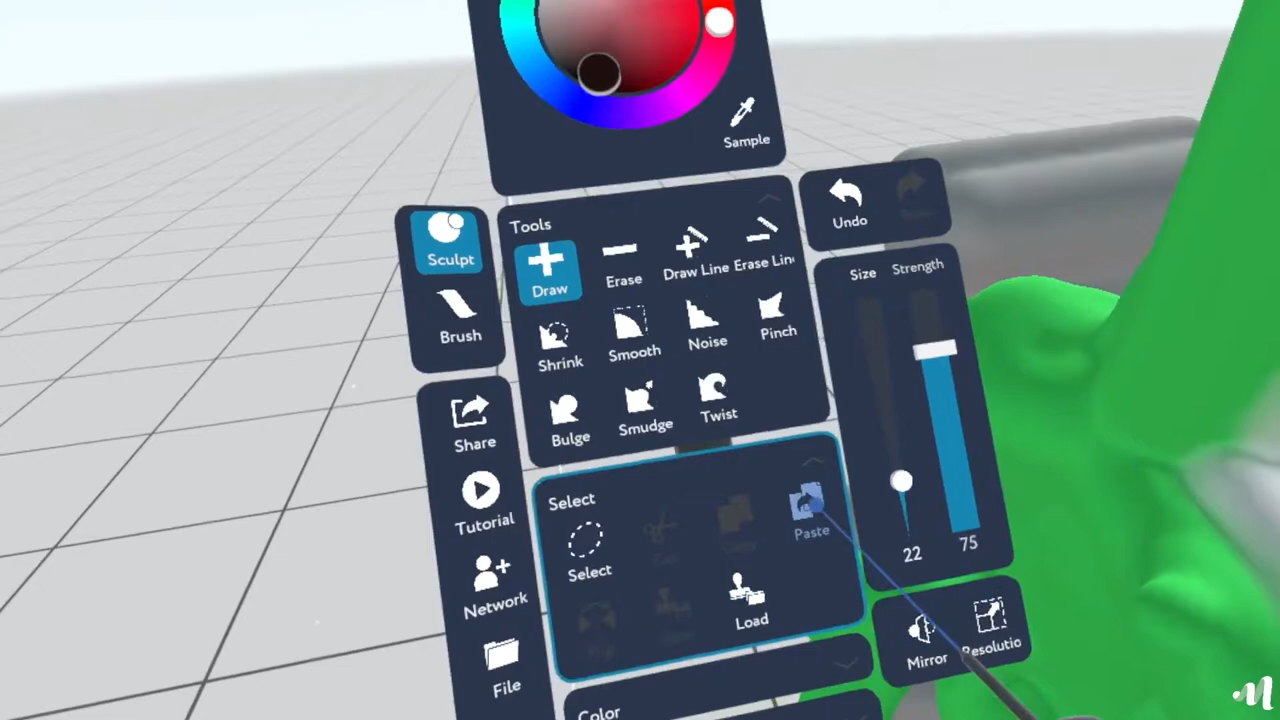 Sample
Sculpt
Brush
Tools
Draw
Erase
Draw Line
Erase Lin
Shrink
Smooth
Noise
Pinch
Bulge
Smudge
Twist
Undo
Size
Strength
22
75
Share
Tutorial
Network
File
Select
Select
Paste
Load
Mirror
Resolutio
Color